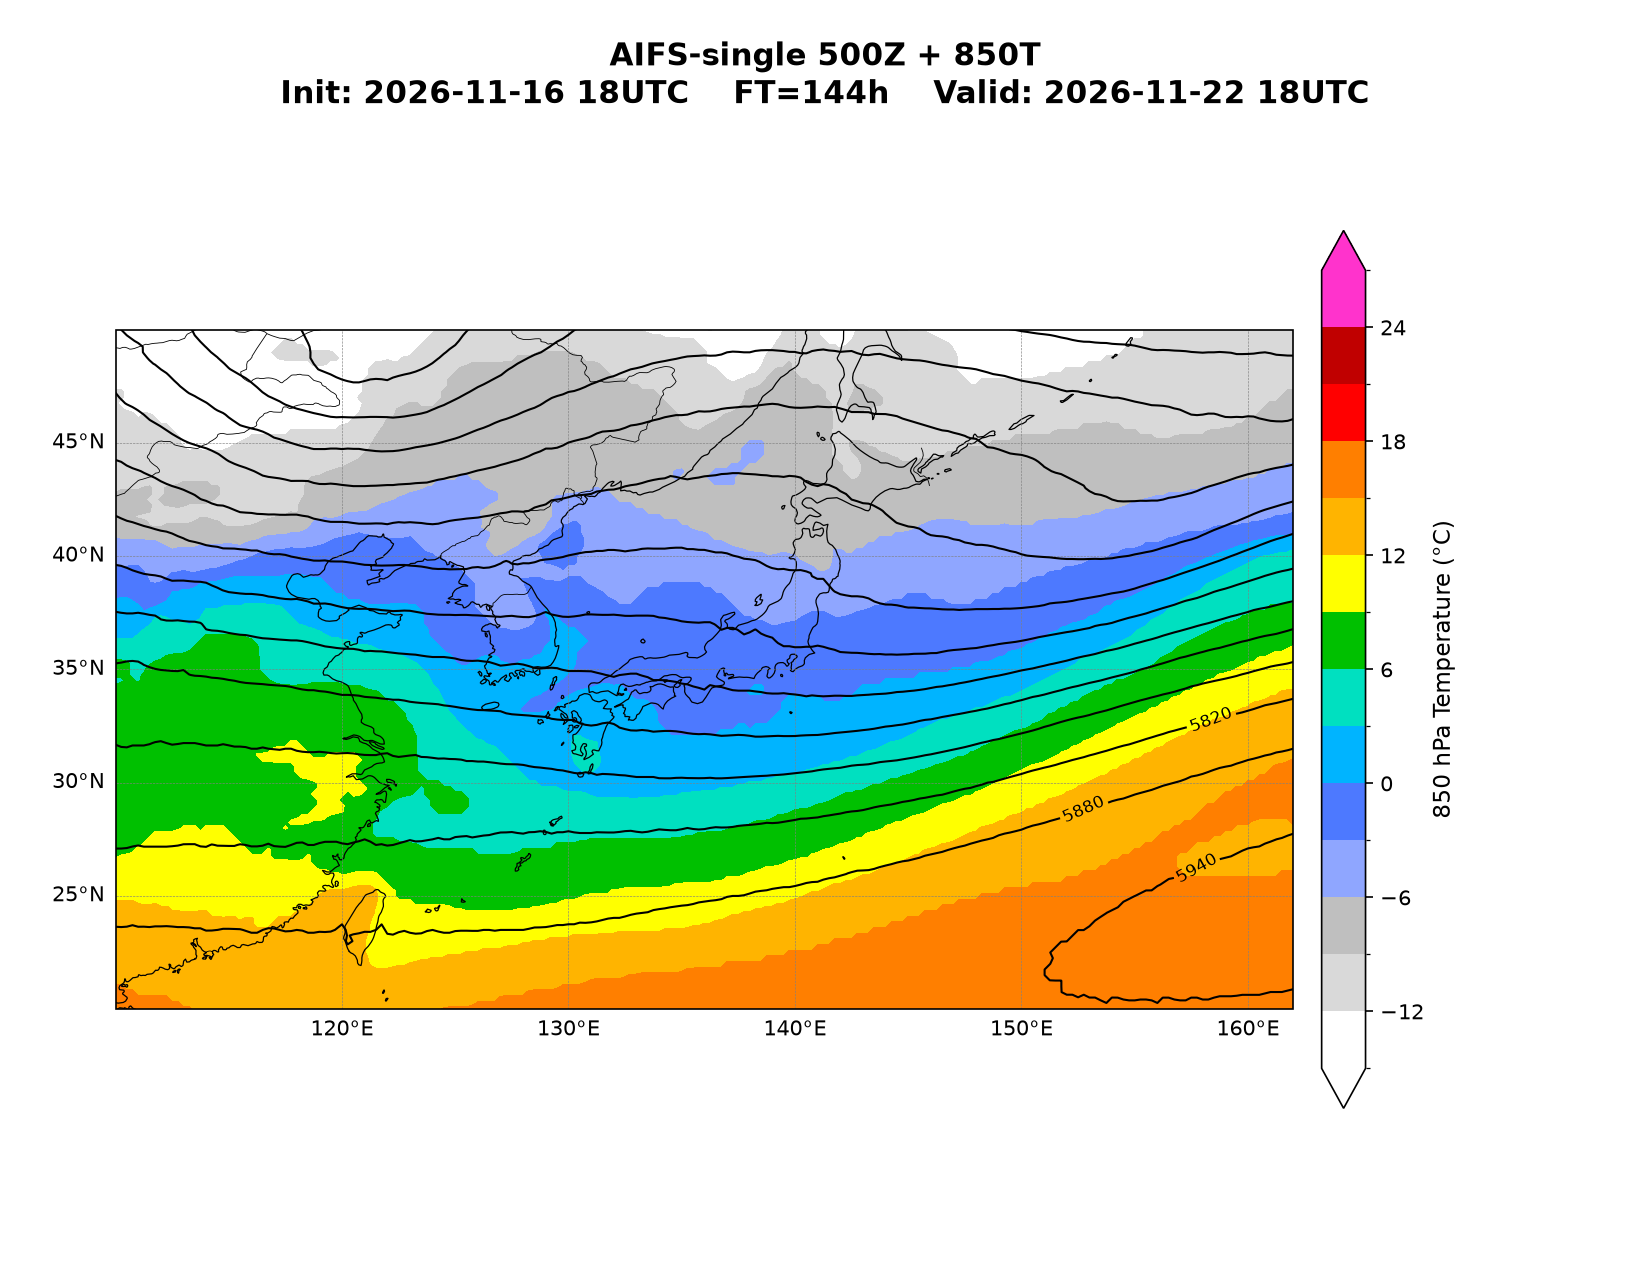 AIFS-single 500Z + 850T
Init: 2026-11-16 18UTC    FT=144h    Valid: 2026-11-22 18UTC
45°N
40°N
35°N
30°N
25°N
120°E
130°E
140°E
150°E
160°E
5820
5880
5940
24
18
12
6
0
−6
−12
850 hPa Temperature (°C)